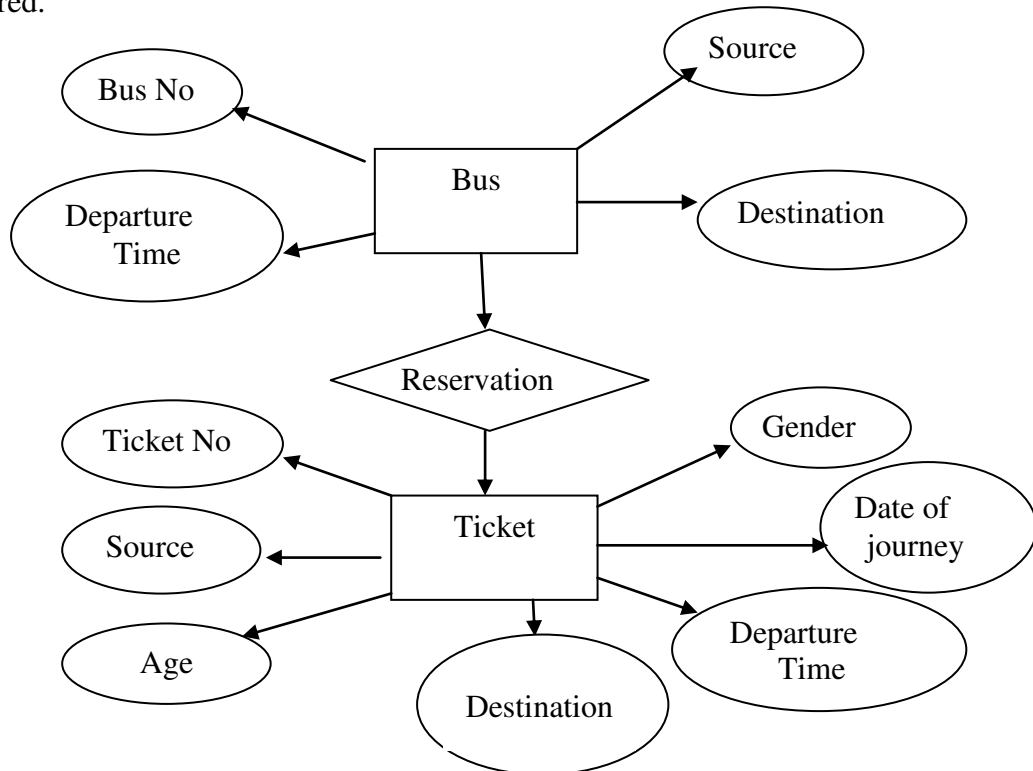 red.
Source
Bus No
Bus
Departure
Time
Destination
Reservation
Gender
Ticket No
Date of
journey
Ticket
Source
Departure
Time
Age
Destination